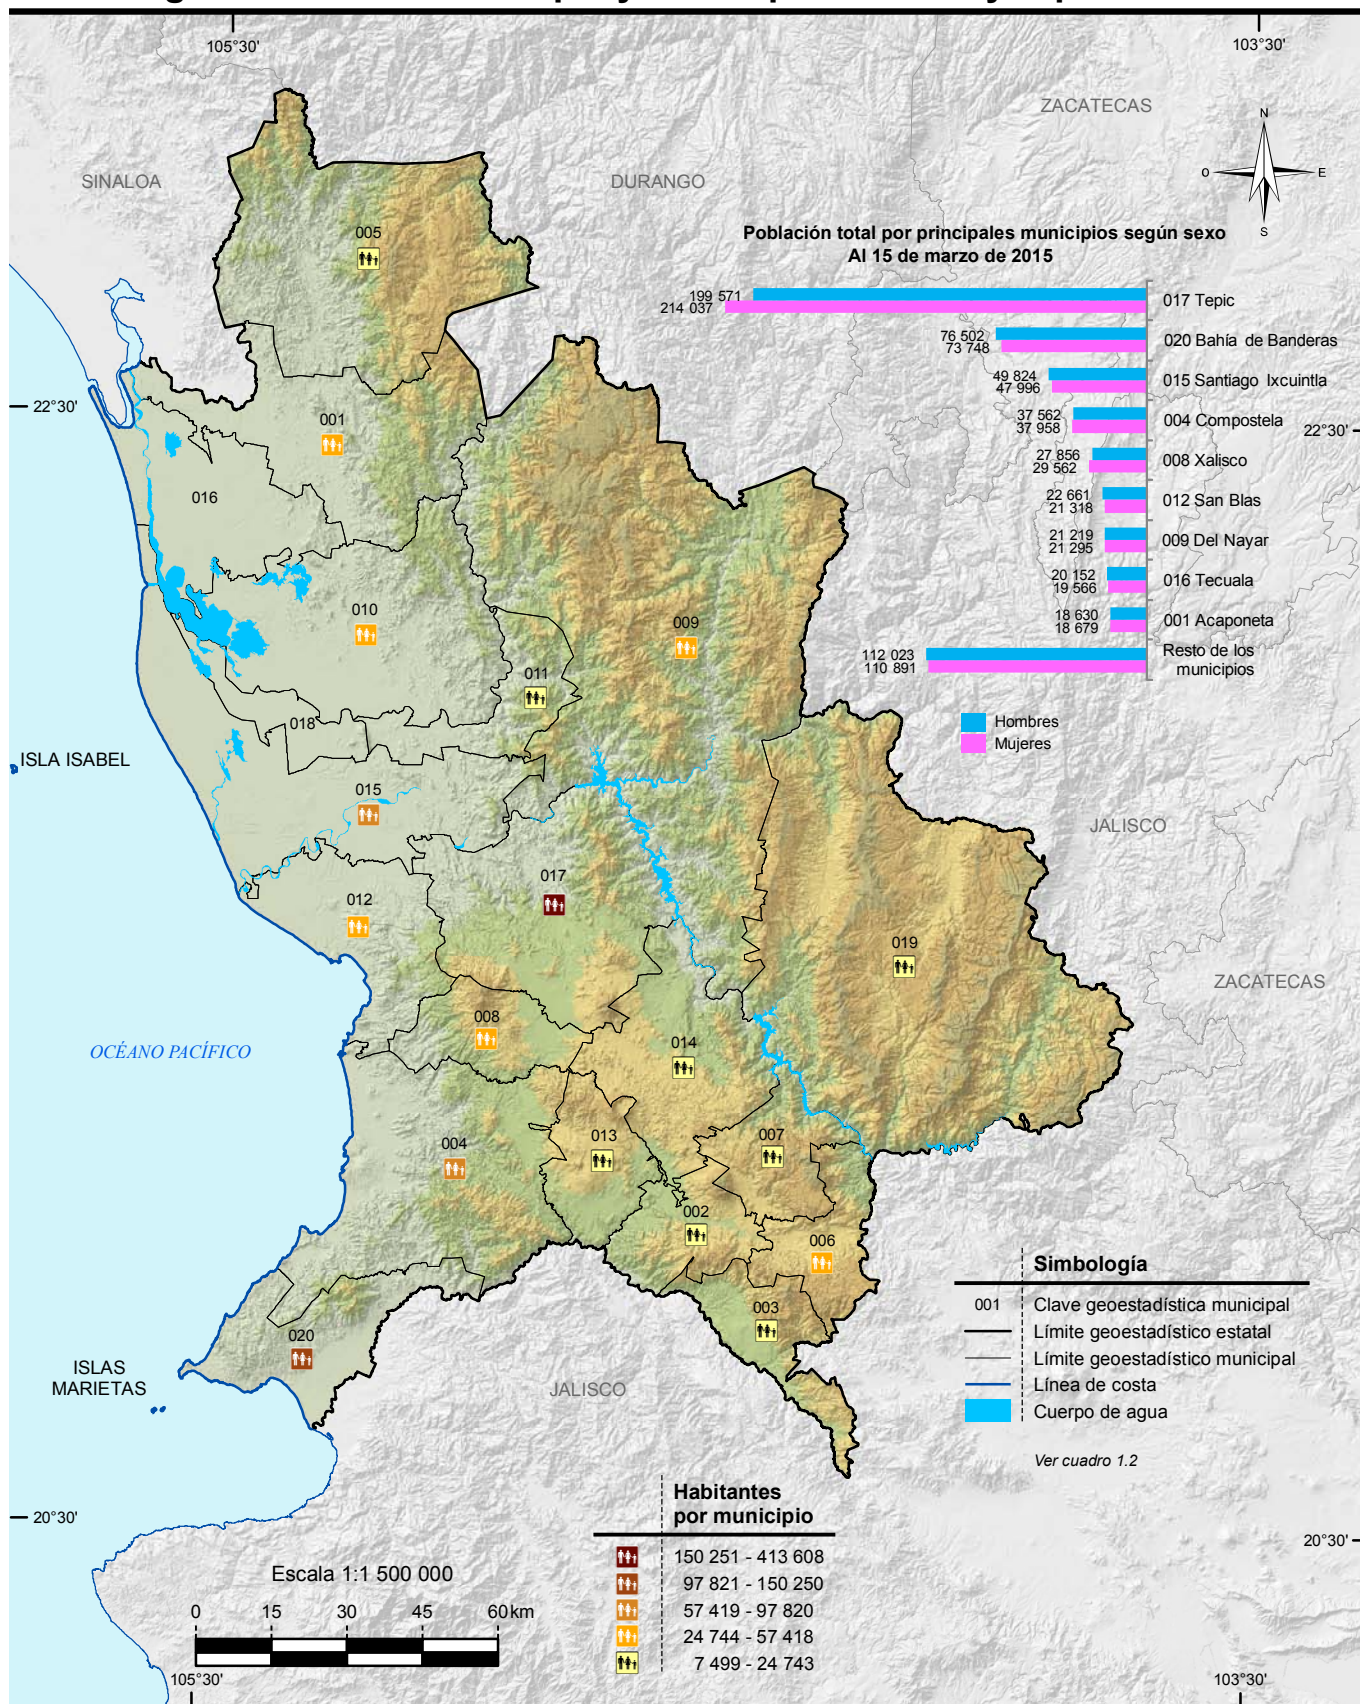 105°30'
103°30'
ZACATECAS
N
O
E
S
SINALOA
DURANGO
Población total por principales municipios según sexo
Al 15 de marzo de 2015
199 571
214 037
017 Tepic
76 502
73 748
020 Bahía de Banderas
49 824
47 996
015 Santiago Ixcuintla
37 562
37 958
004 Compostela
27 856
29 562
008 Xalisco
22 661
21 318
012 San Blas
21 219
21 295
009 Del Nayar
20 152
19 566
016 Tecuala
18 630
18 679
001 Acaponeta
112 023
110 891
Resto de los
municipios
Hombres
Mujeres
22°30'
22°30'
005
001
016
010
009
011
018
ISLA ISABEL
015
JALISCO
017
012
019
ZACATECAS
008
014
OCÉANO PACÍFICO
004
013
007
002
006
003
020
ISLAS
MARIETAS
JALISCO
Simbología
001 Clave geoestadística municipal
Límite geoestadístico estatal
Límite geoestadístico municipal
Línea de costa
Cuerpo de agua
Ver cuadro 1.2
Habitantes
por municipio
150 251 - 413 608
97 821 - 150 250
57 419 - 97 820
24 744 - 57 418
7 499 - 24 743
20°30'
20°30'
Escala 1:1 500 000
0 15 30 45 60 km
105°30'
103°30'